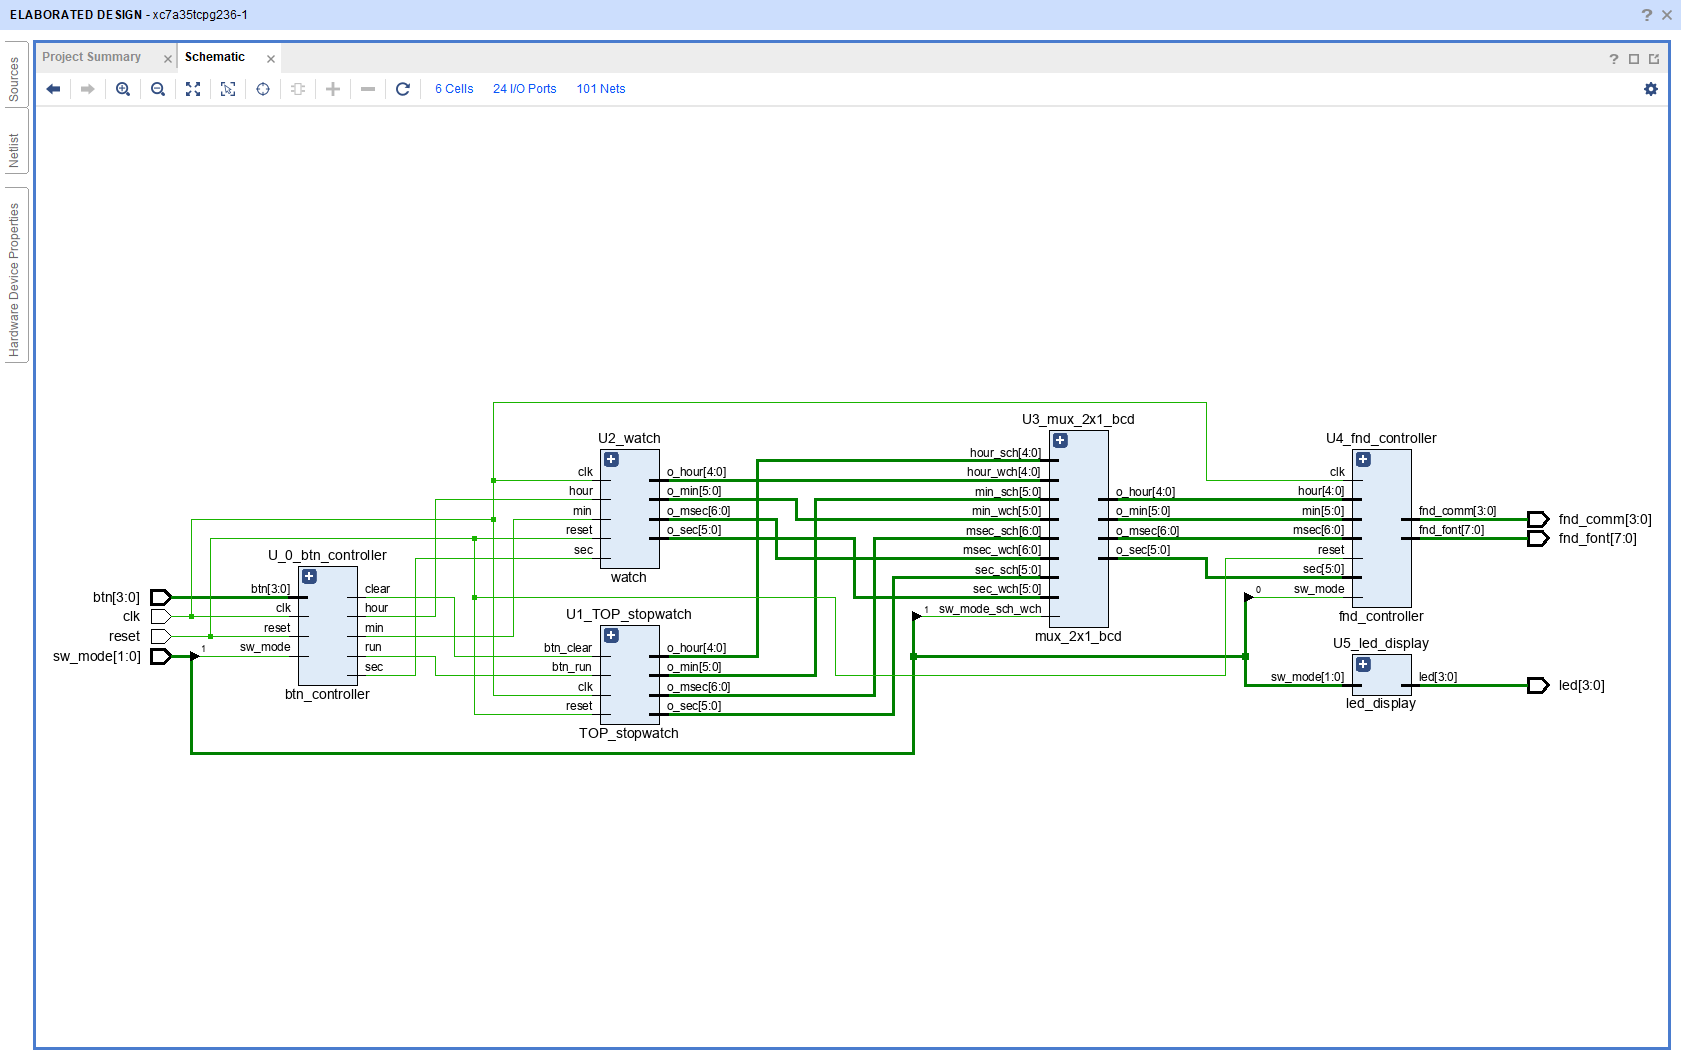 ELABORATED DESIGN - xc7a35tcpg236-1
Sources
Netlist
Hardware Device Properties
Project Summary
Schematic
6 Cells
24 I/O Ports
101 Nets
btn[3:0]
clk
reset
sw_mode[1:0]
1
U_0_btn_controller
btn[3:0]
clk
reset
sw_mode
clear
hour
min
run
sec
btn_controller
U2_watch
clk
hour
min
reset
sec
o_hour[4:0]
o_min[5:0]
o_msec[6:0]
o_sec[5:0]
watch
U1_TOP_stopwatch
btn_clear
btn_run
clk
reset
o_hour[4:0]
o_min[5:0]
o_msec[6:0]
o_sec[5:0]
TOP_stopwatch
U3_mux_2x1_bcd
hour_sch[4:0]
hour_wch[4:0]
min_sch[5:0]
min_wch[5:0]
msec_sch[6:0]
msec_wch[6:0]
sec_sch[5:0]
sec_wch[5:0]
1
sw_mode_sch_wch
o_hour[4:0]
o_min[5:0]
o_msec[6:0]
o_sec[5:0]
mux_2x1_bcd
U4_fnd_controller
clk
hour[4:0]
min[5:0]
msec[6:0]
reset
sec[5:0]
0
sw_mode
fnd_comm[3:0]
fnd_font[7:0]
fnd_controller
U5_led_display
sw_mode[1:0]
led[3:0]
led_display
fnd_comm[3:0]
fnd_font[7:0]
led[3:0]